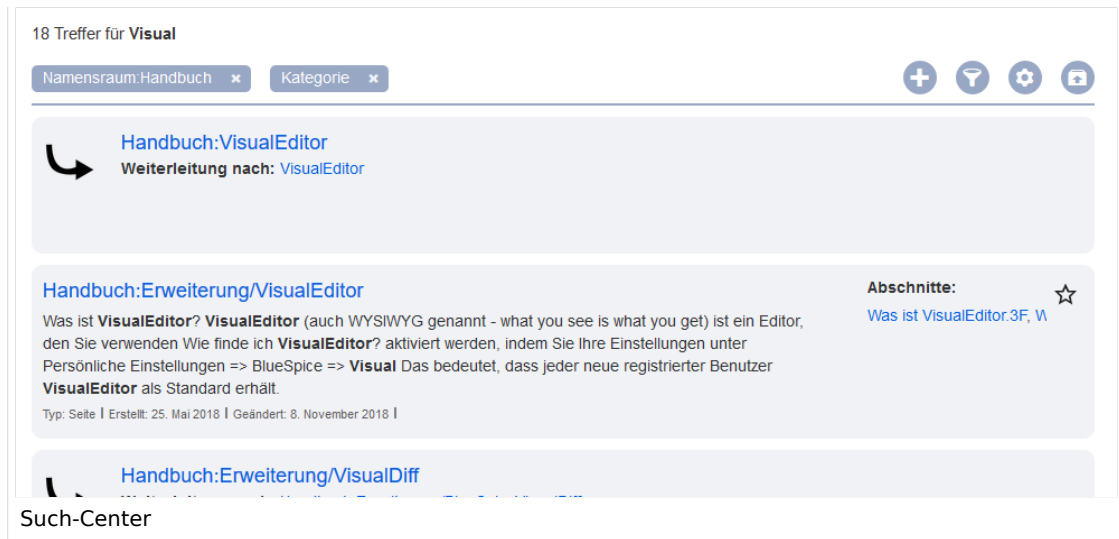 18 Treffer für Visual
Namensraum:Handbuch × Kategorie ×
Handbuch:VisualEditor
Weiterleitung nach: VisualEditor
Handbuch:Erweiterung/VisualEditor
Abschnitte:
Was ist VisualEditor? VisualEditor (auch WYSIWYG genannt - what you see is what you get) ist ein Editor,
Was ist VisualEditor.3F,
den Sie verwenden Wie finde ich VisualEditor? aktiviert werden, indem Sie Ihre Einstellungen unter
Persönliche Einstellungen => BlueSpice => Visual Das bedeutet, dass jeder neue registrierter Benutzer
VisualEditor als Standard erhält.
Typ: Seite | Erstellt: 25. Mai 2018 | Geändert: 8. November 2018 |
Handbuch:Erweiterung/VisualDiff
Such-Center